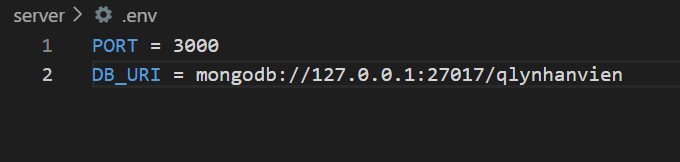 server > .env
1 PORT = 3000
2 DB_URI = mongodb://127.0.0.1:27017/qlynhanvien